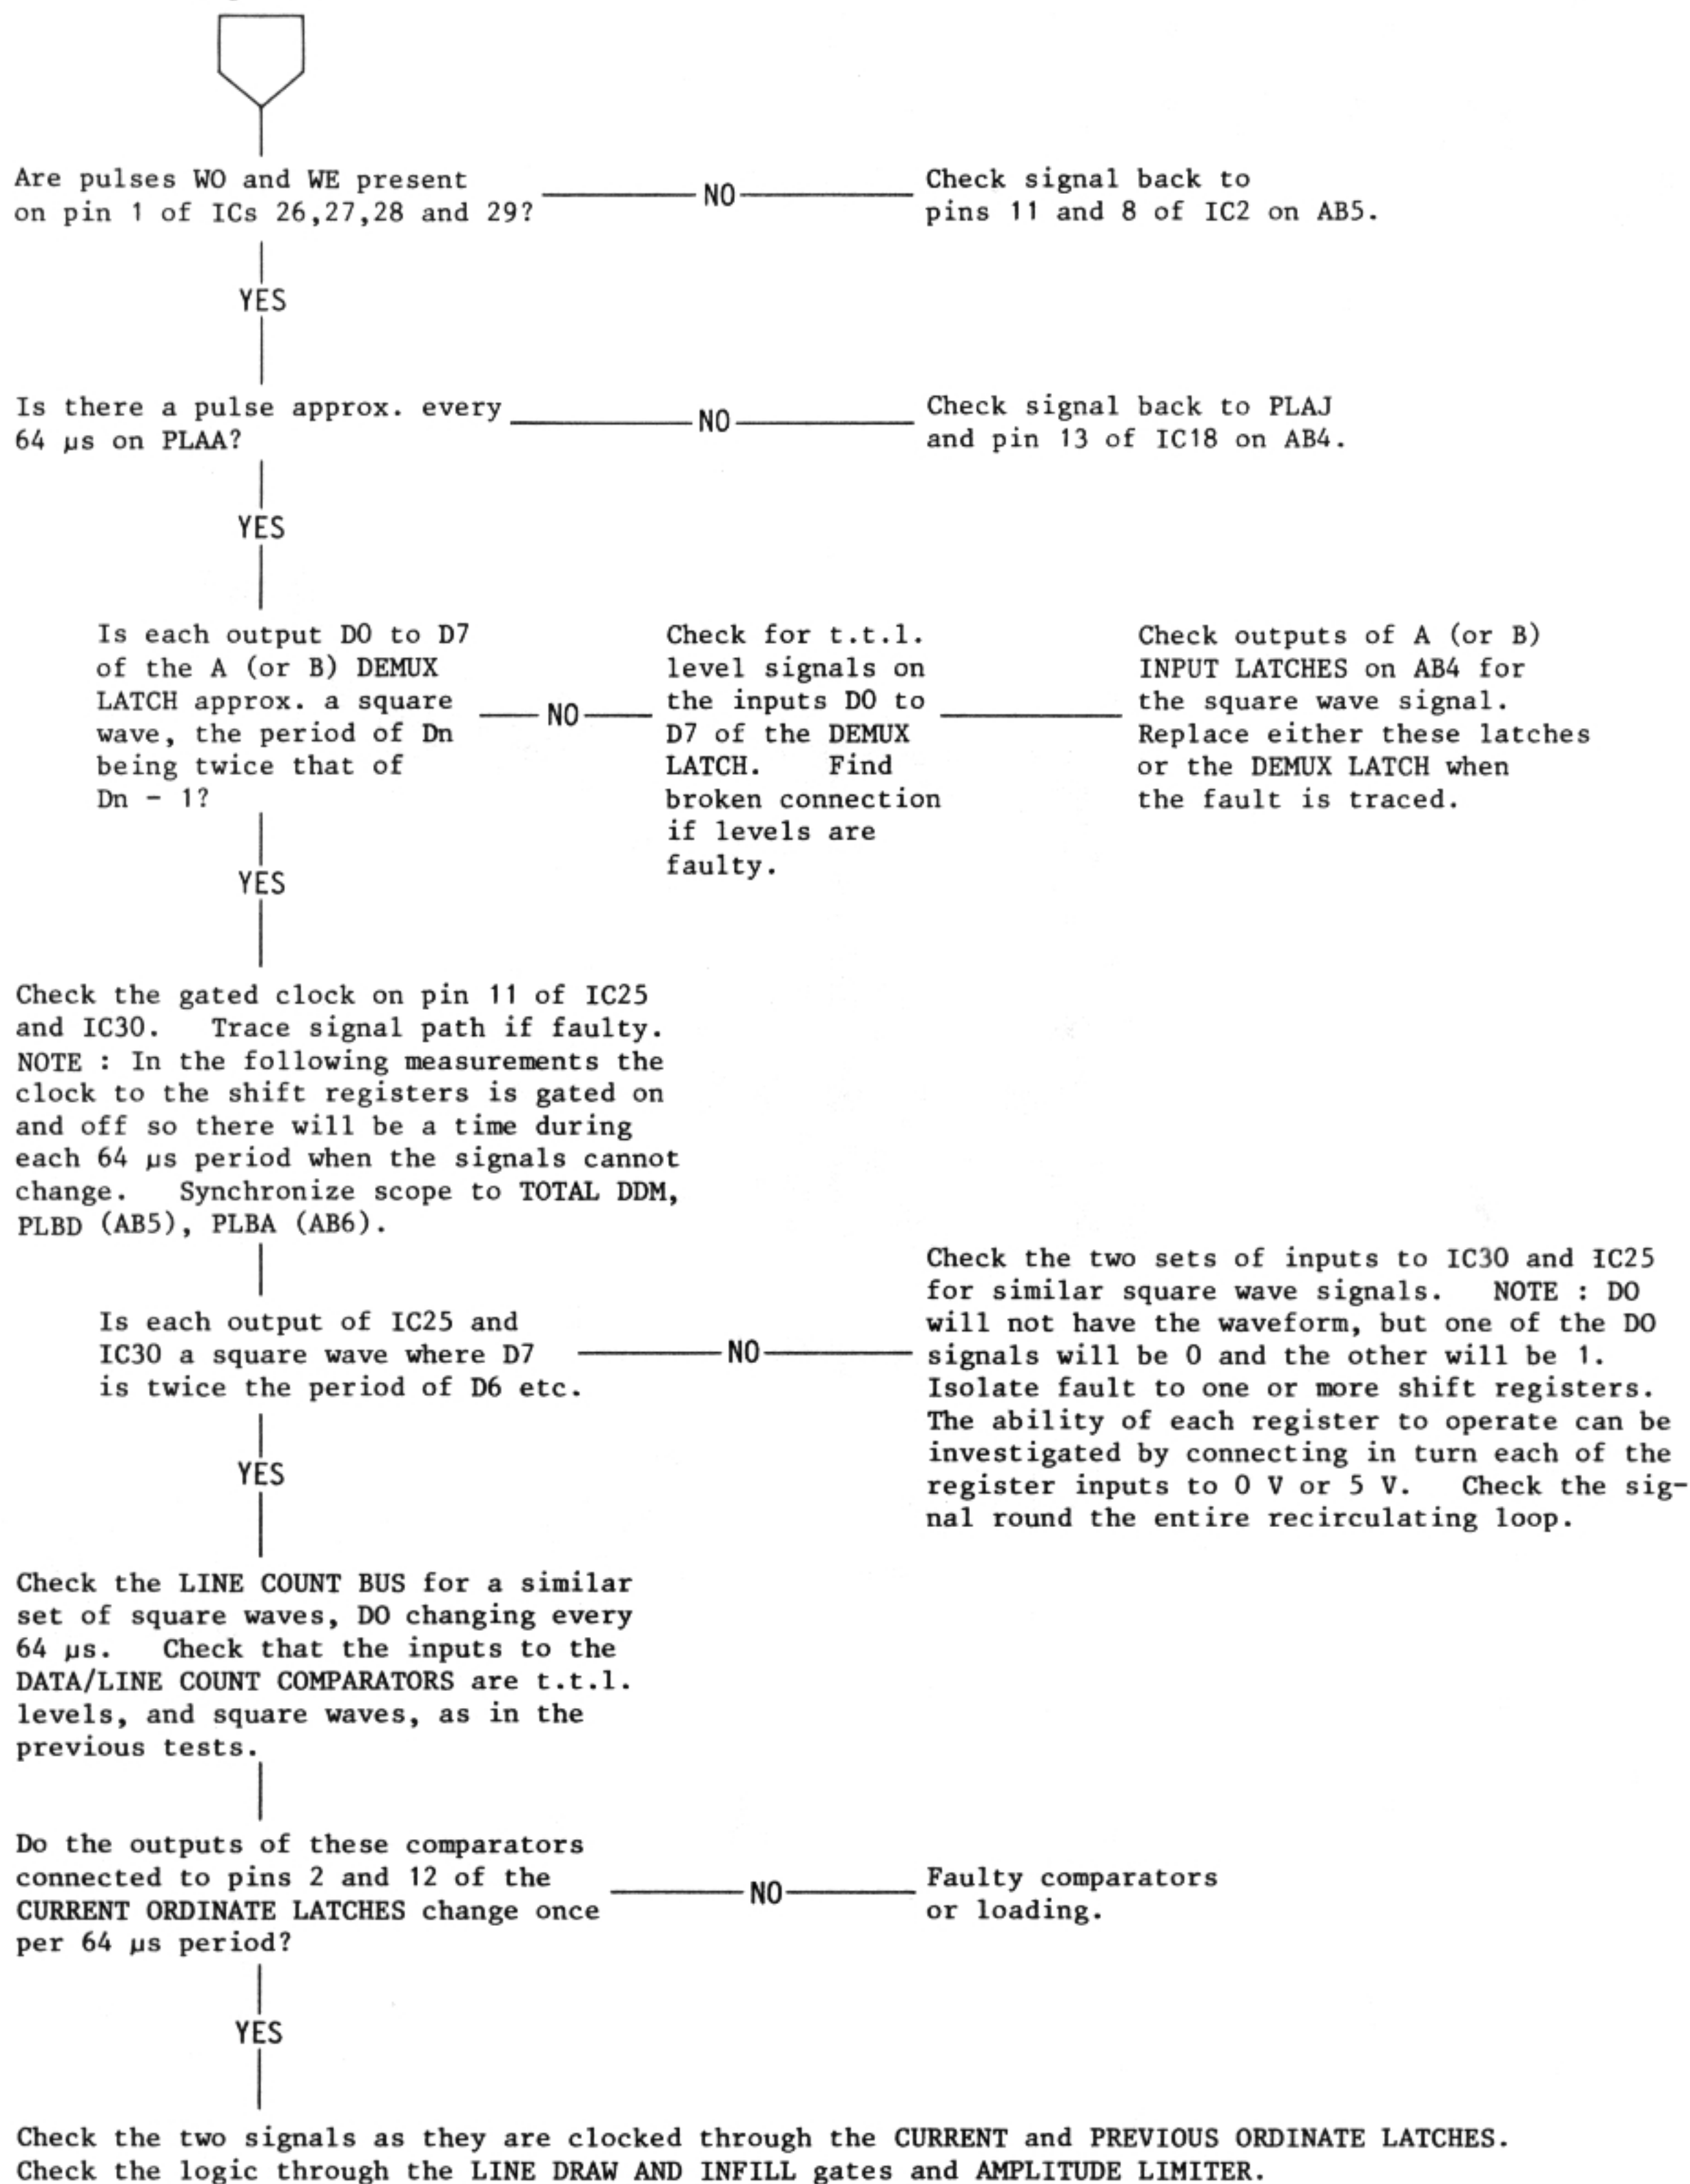 Are pulses WO and WE present
on pin 1 of ICs 26,27,28 and 29?
NO
Check signal back to
pins 11 and 8 of IC2 on AB5.
YES
Is there a pulse approx. every
64 µs on PLAA?
NO
Check signal back to PLAJ
and pin 13 of IC18 on AB4.
YES
Is each output D0 to D7
of the A (or B) DEMUX
LATCH approx. a square
wave, the period of Dn
being twice that of
Dn - 1?
NO
Check for t.t.l.
level signals on
the inputs D0 to
D7 of the DEMUX
LATCH. Find
broken connection
if levels are
faulty.
Check outputs of A (or B)
INPUT LATCHES on AB4 for
the square wave signal.
Replace either these latches
or the DEMUX LATCH when
the fault is traced.
YES
Check the gated clock on pin 11 of IC25
and IC30. Trace signal path if faulty.
NOTE : In the following measurements the
clock to the shift registers is gated on
and off so there will be a time during
each 64 µs period when the signals cannot
change. Synchronize scope to TOTAL DDM,
PLBD (AB5), PLBA (AB6).
Is each output of IC25 and
IC30 a square wave where D7
is twice the period of D6 etc.
NO
Check the two sets of inputs to IC30 and IC25
for similar square wave signals. NOTE : D0
will not have the waveform, but one of the D0
signals will be 0 and the other will be 1.
Isolate fault to one or more shift registers.
The ability of each register to operate can be
investigated by connecting in turn each of the
register inputs to 0 V or 5 V. Check the sig-
nal round the entire recirculating loop.
YES
Check the LINE COUNT BUS for a similar
set of square waves, D0 changing every
64 µs. Check that the inputs to the
DATA/LINE COUNT COMPARATORS are t.t.l.
levels, and square waves, as in the
previous tests.
Do the outputs of these comparators
connected to pins 2 and 12 of the
CURRENT ORDINATE LATCHES change once
per 64 µs period?
NO
Faulty comparators
or loading.
YES
Check the two signals as they are clocked through the CURRENT and PREVIOUS ORDINATE LATCHES.
Check the logic through the LINE DRAW AND INFILL gates and AMPLITUDE LIMITER.